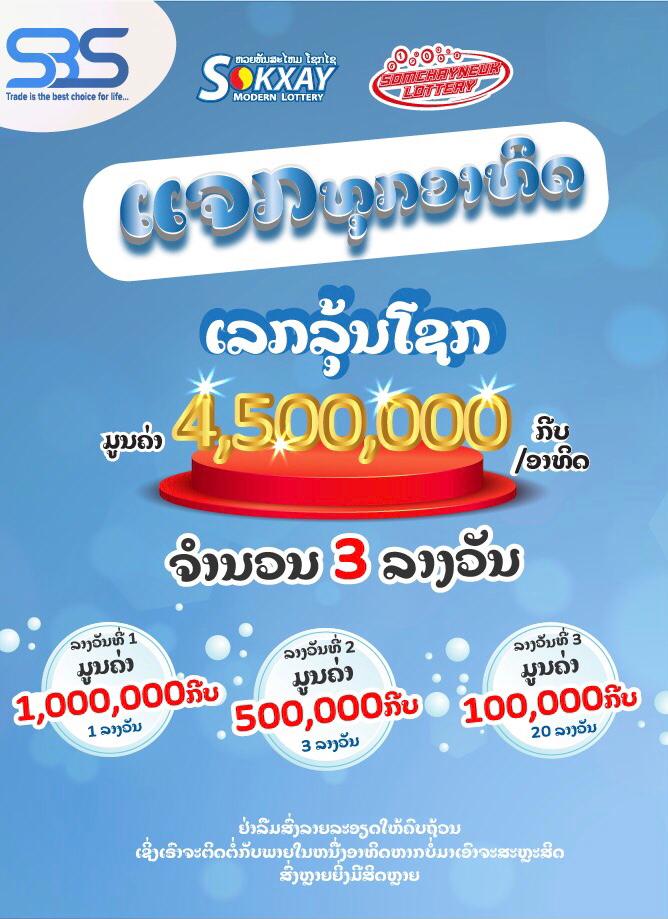 SBS
Trade is the best choice for life...
ຫວຍທັນສະໄຫມ ໂຊກໄຊ
SOKXAY
MODERN LOTTERY
SOMCHAYNEUK
LOTTERY
ແຈກທຸກອາທິດ
ເລກລຸ້ນໂຊກ
ມູນຄ່າ 4,500,000 ກີບ
/ອາທິດ
ຈຳນວນ 3 ລາງວັນ
ລາງວັນທີ່ 1
ມູນຄ່າ
1,000,000ກີບ
1 ລາງວັນ
ລາງວັນທີ່ 2
ມູນຄ່າ
500,000ກີບ
3 ລາງວັນ
ລາງວັນທີ່ 3
ມູນຄ່າ
100,000ກີບ
20 ລາງວັນ
ຢ່າລືມສົ່ງລາຍລະອຽດໃຫ້ຄົບຖ້ວນ
ເຊິ່ງເຮົາຈະຕິດຕໍ່ກັບພາຍໃນຫນຶ່ງອາທິດຫາກບໍ່ມາເອົາຈະສະຫຼະສິດ
ສົ່ງຫຼາຍຍິ່ງມີສິດຫຼາຍ